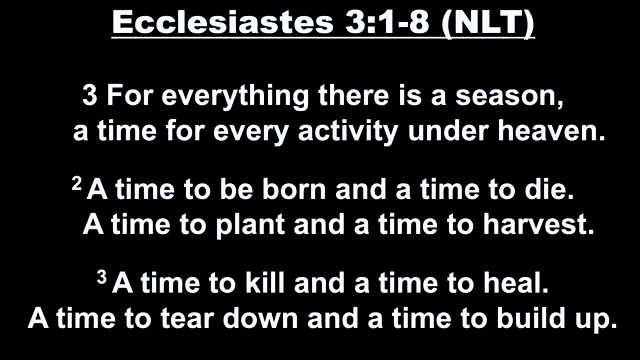 Ecclesiastes 3:1-8 (NLT)
3 For everything there is a season,
a time for every activity under heaven.
2 A time to be born and a time to die.
A time to plant and a time to harvest.
3 A time to kill and a time to heal.
A time to tear down and a time to build up.